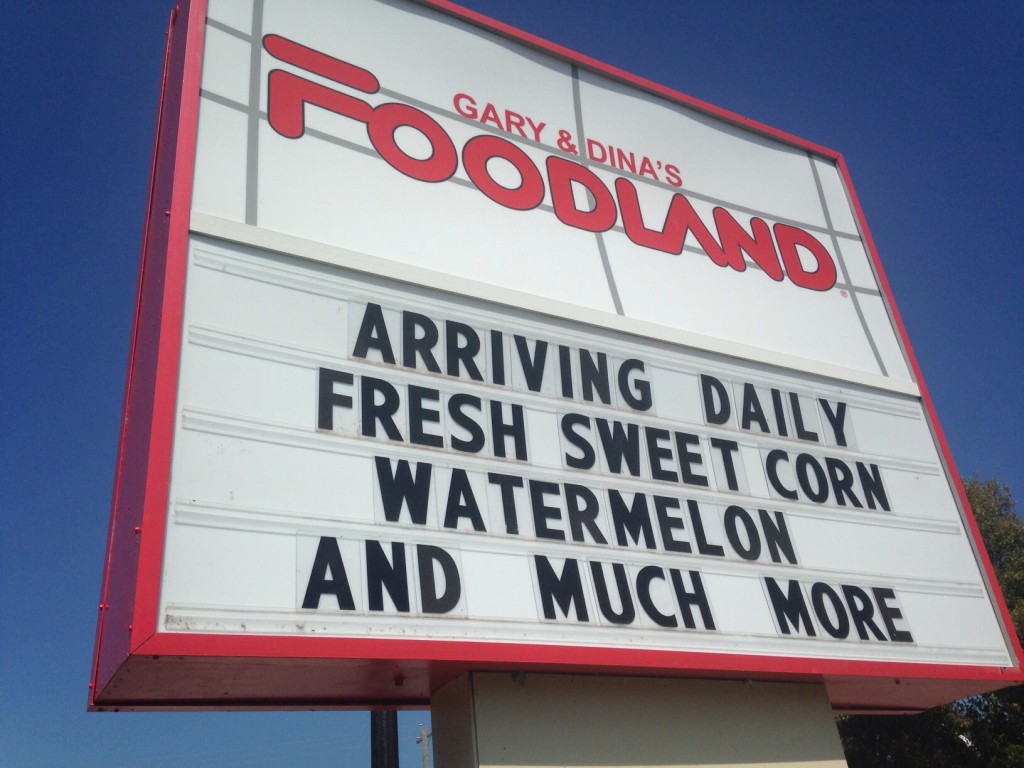 GARY & DINA'S
FOODLAND®
ARRIVING DAILY
FRESH SWEET CORN
WATERMELON
AND MUCH MORE